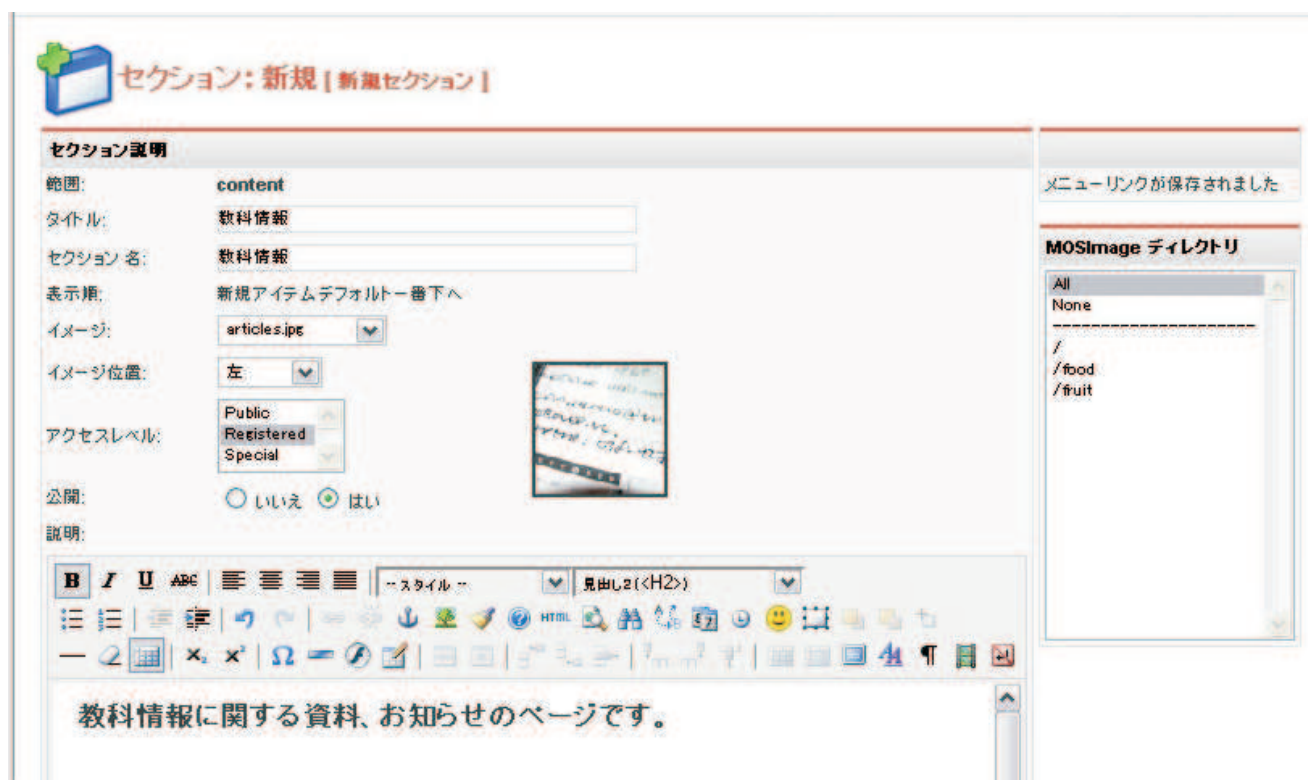 セクション: 新規 [ 新規セクション ]
セクション説明
範囲: content
タイトル: 教科情報
セクション 名: 教科情報
表示順: 新規アイテムデフォルト一番下へ
イメージ: articles.jpg
イメージ位置: 左
アクセスレベル: Public
Registered
Special
公開: いいえ はい
説明:
B I U ABC -- スタイル -- 見出し2(<H2>)
HTML
教科情報に関する資料、お知らせのページです。
メニューリンクが保存されました
MOSImage ディレクトリ
All
None
----------------------
/
/food
/fruit